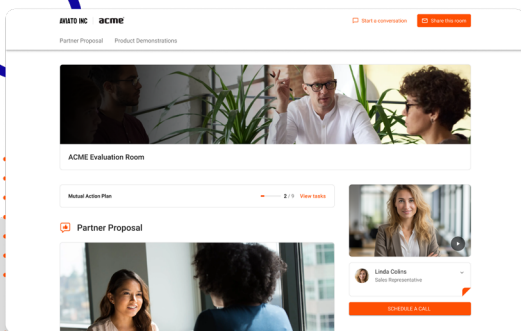 AVIATO INC acme
Start a conversation
Share this room
Partner Proposal Product Demonstrations
ACME Evaluation Room
Mutual Action Plan 2 / 9 View tasks
Partner Proposal
Linda Colins
Sales Representative
SCHEDULE A CALL